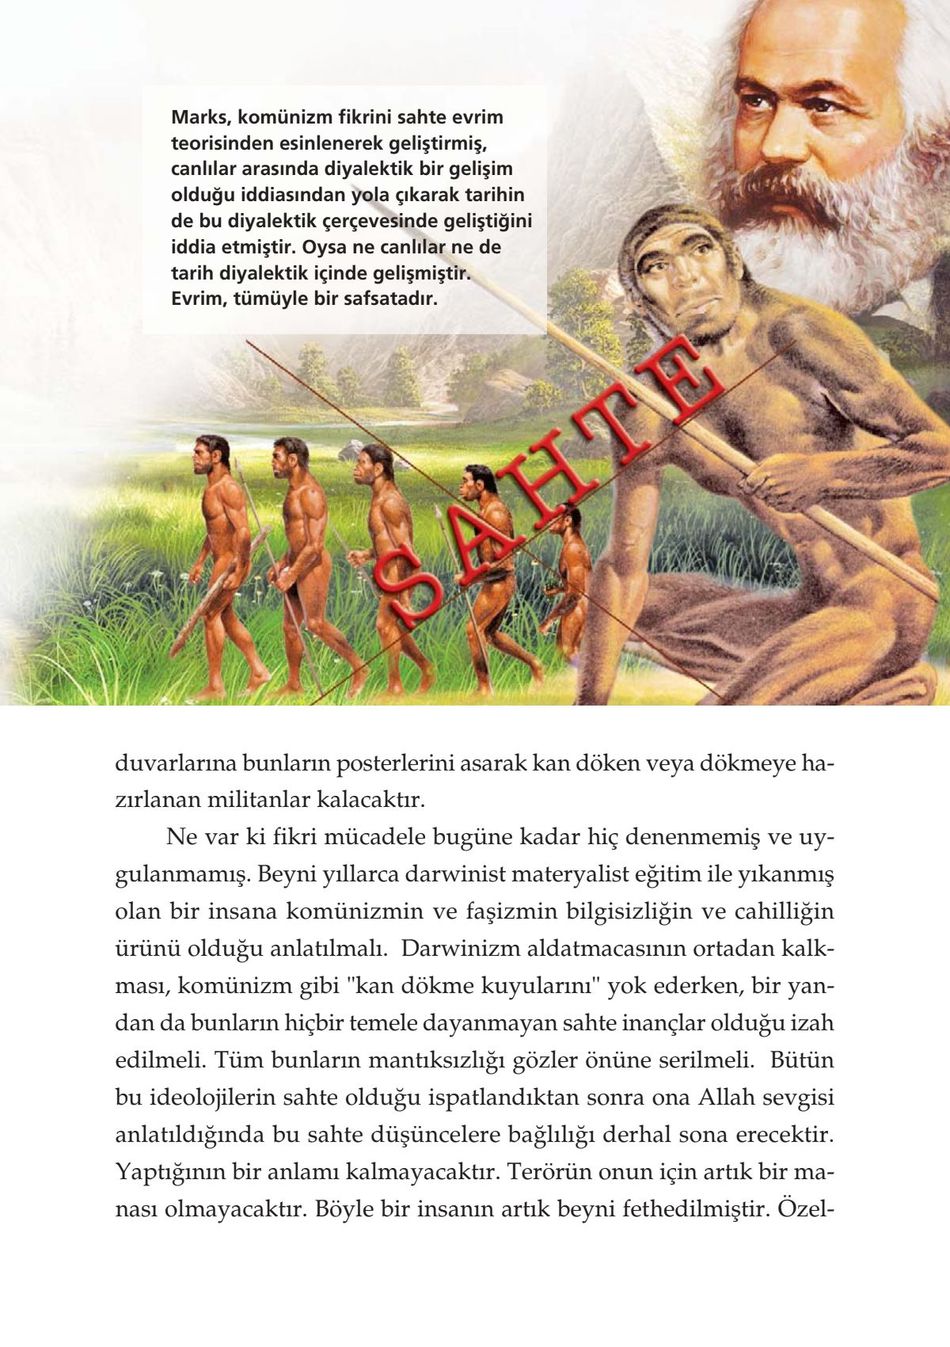 Marks, komünizm fikrini sahte evrim
teorisinden esinlenerek geliştirmiş,
canlılar arasında diyalektik bir gelişim
olduğu iddiasından yola çıkarak tarihin
de bu diyalektik çerçevesinde geliştiğini
iddia etmiştir. Oysa ne canlılar ne de
tarih diyalektik içinde gelişmiştir.
Evrim, tümüyle bir safsatadır.
SAHTE
duvarlarına bunların posterlerini asarak kan döken veya dökmeye ha-
zırlanan militanlar kalacaktır.
Ne var ki fikri mücadele bugüne kadar hiç denenmemiş ve uy-
gulanmamış. Beyni yıllarca darwinist materyalist eğitim ile yıkanmış
olan bir insana komünizmin ve faşizmin bilgisizliğin ve cahilliğin
ürünü olduğu anlatılmalı.  Darwinizm aldatmacasının ortadan kalk-
ması, komünizm gibi "kan dökme kuyularını" yok ederken, bir yan-
dan da bunların hiçbir temele dayanmayan sahte inançlar olduğu izah
edilmeli. Tüm bunların mantıksızlığı gözler önüne serilmeli.  Bütün
bu ideolojilerin sahte olduğu ispatlandıktan sonra ona Allah sevgisi
anlatıldığında bu sahte düşüncelere bağlılığı derhal sona erecektir.
Yaptığının bir anlamı kalmayacaktır. Terörün onun için artık bir ma-
nası olmayacaktır. Böyle bir insanın artık beyni fethedilmiştir. Özel-